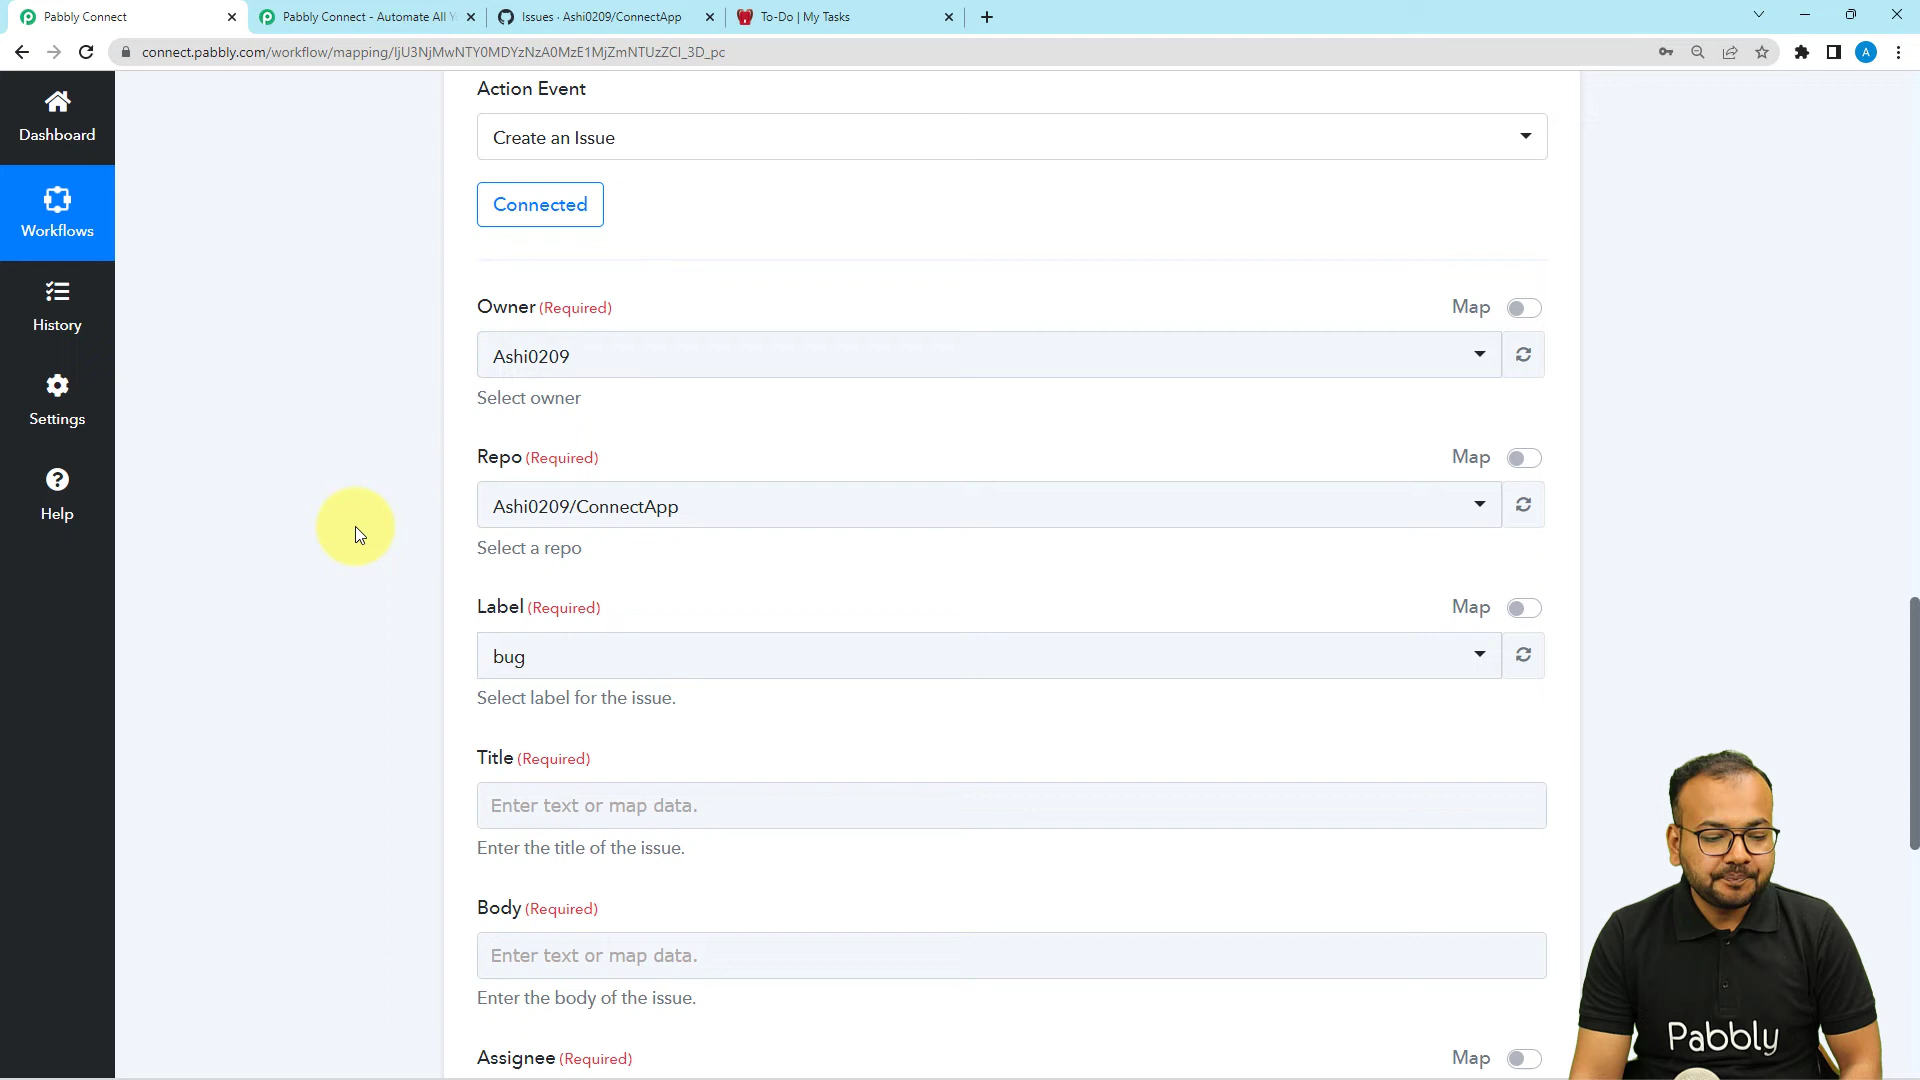 Pabbly Connect
Pabbly Connect - Automate All Y
Issues · Ashi0209/ConnectApp
To-Do | My Tasks
connect.pabbly.com/workflow/mapping/IjU3NjMwNTY0MDYzNzA0MzE1MjZmNTUzZCI_3D_pc
A
Dashboard
Workflows
History
Settings
Help
Action Event
Create an Issue
Connected
Owner (Required)
Map
Ashi0209
Select owner
Repo (Required)
Map
Ashi0209/ConnectApp
Select a repo
Label (Required)
Map
bug
Select label for the issue.
Title (Required)
Enter text or map data.
Enter the title of the issue.
Body (Required)
Enter text or map data.
Enter the body of the issue.
Assignee (Required)
Map
Pabbly